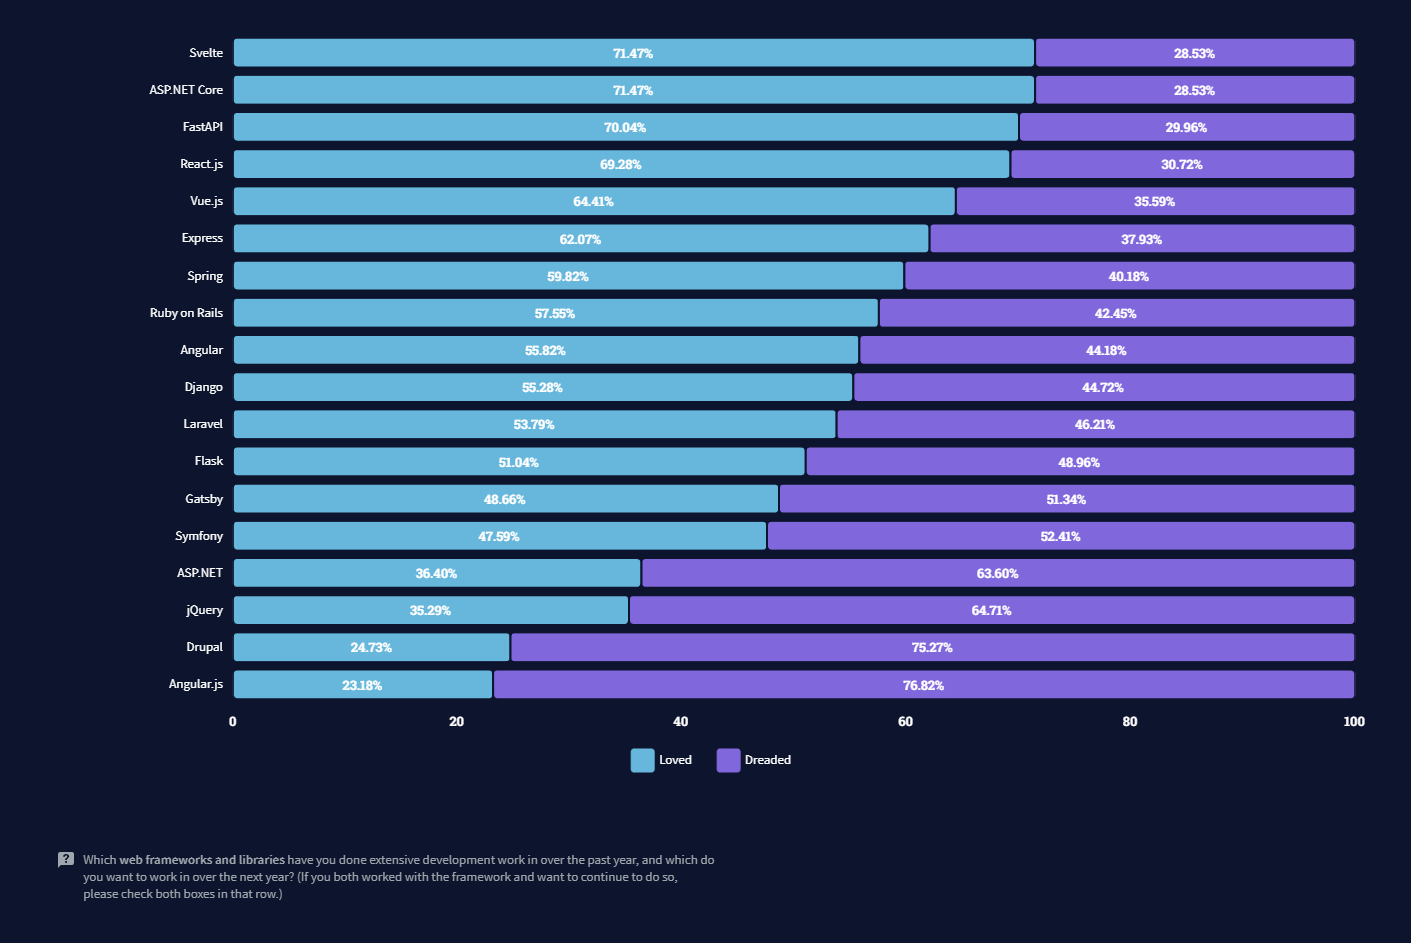 Svelte 71.47% 28.53%
ASP.NET Core 71.47% 28.53%
FastAPI 70.04% 29.96%
React.js 69.28% 30.72%
Vue.js 64.41% 35.59%
Express 62.07% 37.93%
Spring 59.82% 40.18%
Ruby on Rails 57.55% 42.45%
Angular 55.82% 44.18%
Django 55.28% 44.72%
Laravel 53.79% 46.21%
Flask 51.04% 48.96%
Gatsby 48.66% 51.34%
Symfony 47.59% 52.41%
ASP.NET 36.40% 63.60%
jQuery 35.29% 64.71%
Drupal 24.73% 75.27%
Angular.js 23.18% 76.82%
0 20 40 60 80 100
Loved Dreaded
? Which web frameworks and libraries have you done extensive development work in over the past year, and which do
you want to work in over the next year? (If you both worked with the framework and want to continue to do so,
please check both boxes in that row.)